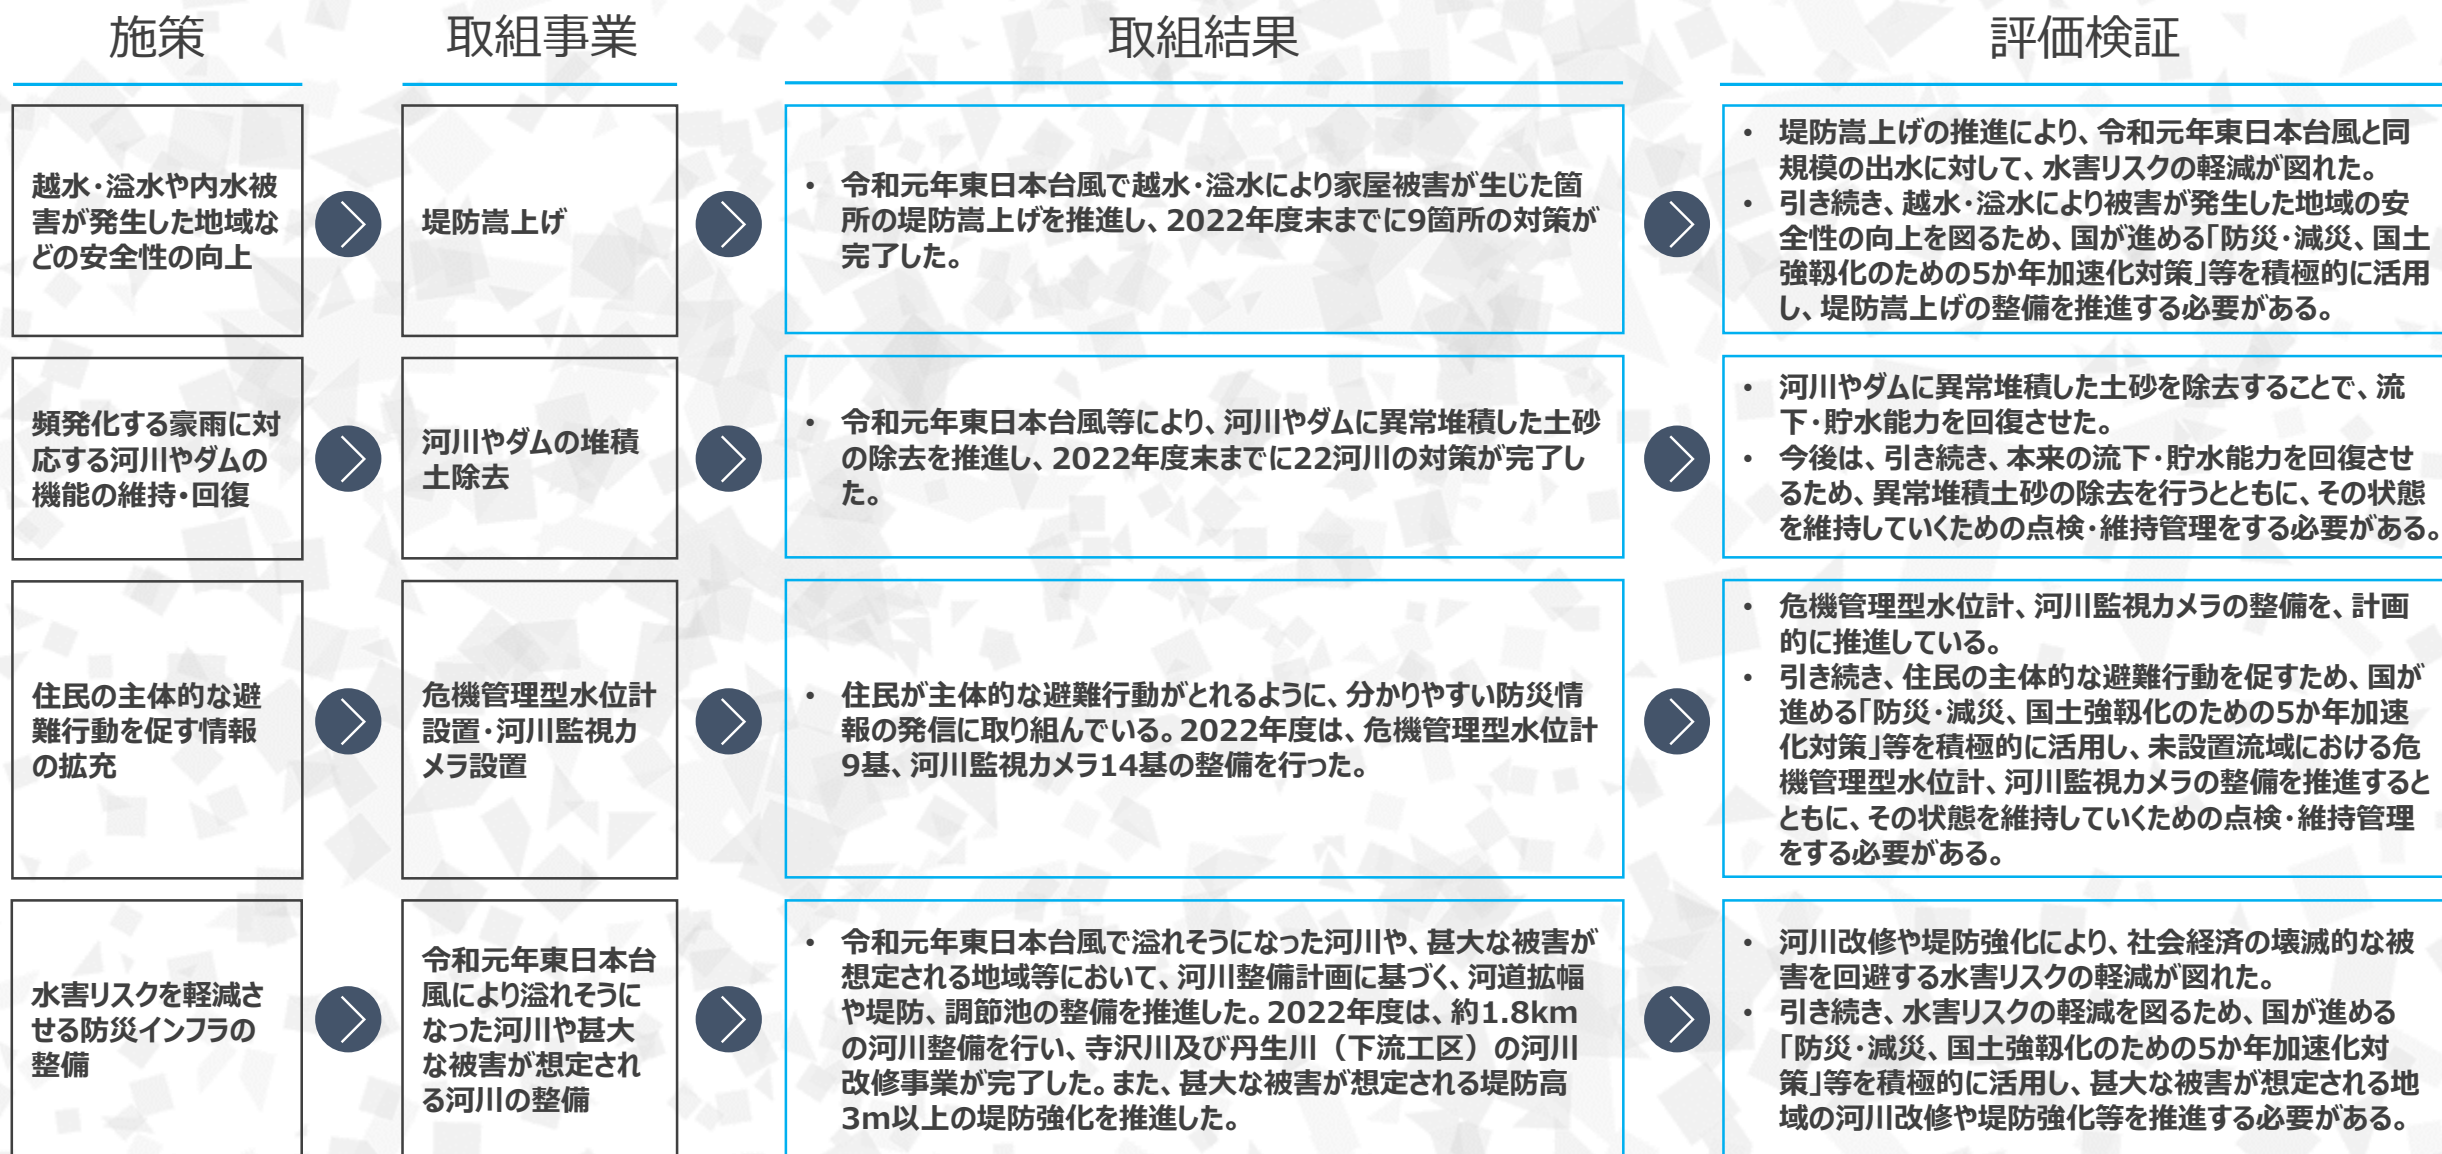 施策
取組事業
取組結果
評価検証
越水・溢水や内水被
害が発生した地域な
どの安全性の向上
堤防嵩上げ
• 令和元年東日本台風で越水・溢水により家屋被害が生じた箇
所の堤防嵩上げを推進し、2022年度末までに9箇所の対策が
完了した。
• 堤防嵩上げの推進により、令和元年東日本台風と同
規模の出水に対して、水害リスクの軽減が図れた。
• 引き続き、越水・溢水により被害が発生した地域の安
全性の向上を図るため、国が進める「防災・減災、国土
強靱化のための5か年加速化対策」等を積極的に活用
し、堤防嵩上げの整備を推進する必要がある。
頻発化する豪雨に対
応する河川やダムの
機能の維持・回復
河川やダムの堆積
土除去
• 令和元年東日本台風等により、河川やダムに異常堆積した土砂
の除去を推進し、2022年度末までに22河川の対策が完了し
た。
• 河川やダムに異常堆積した土砂を除去することで、流
下・貯水能力を回復させた。
• 今後は、引き続き、本来の流下・貯水能力を回復させ
るため、異常堆積土砂の除去を行うとともに、その状態
を維持していくための点検・維持管理をする必要がある。
住民の主体的な避
難行動を促す情報
の拡充
危機管理型水位計
設置・河川監視カ
メラ設置
• 住民が主体的な避難行動がとれるように、分かりやすい防災情
報の発信に取り組んでいる。2022年度は、危機管理型水位計
9基、河川監視カメラ14基の整備を行った。
• 危機管理型水位計、河川監視カメラの整備を、計画
的に推進している。
• 引き続き、住民の主体的な避難行動を促すため、国が
進める「防災・減災、国土強靱化のための5か年加速
化対策」等を積極的に活用し、未設置流域における危
機管理型水位計、河川監視カメラの整備を推進すると
ともに、その状態を維持していくための点検・維持管理
をする必要がある。
水害リスクを軽減さ
せる防災インフラの
整備
令和元年東日本台
風により溢れそうに
なった河川や甚大
な被害が想定され
る河川の整備
• 令和元年東日本台風で溢れそうになった河川や、甚大な被害が
想定される地域等において、河川整備計画に基づく、河道拡幅
や堤防、調節池の整備を推進した。2022年度は、約1.8km
の河川整備を行い、寺沢川及び丹生川（下流工区）の河川
改修事業が完了した。また、甚大な被害が想定される堤防高
3m以上の堤防強化を推進した。
• 河川改修や堤防強化により、社会経済の壊滅的な被
害を回避する水害リスクの軽減が図れた。
• 引き続き、水害リスクの軽減を図るため、国が進める
「防災・減災、国土強靱化のための5か年加速化対
策」等を積極的に活用し、甚大な被害が想定される地
域の河川改修や堤防強化等を推進する必要がある。